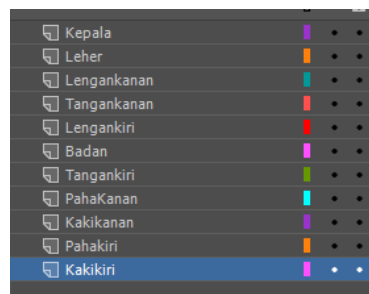 Kepala
Leher
Lengankanan
Tangankanan
Lengankiri
Badan
Tangankiri
PahaKanan
Kakikanan
Pahakiri
Kakikiri